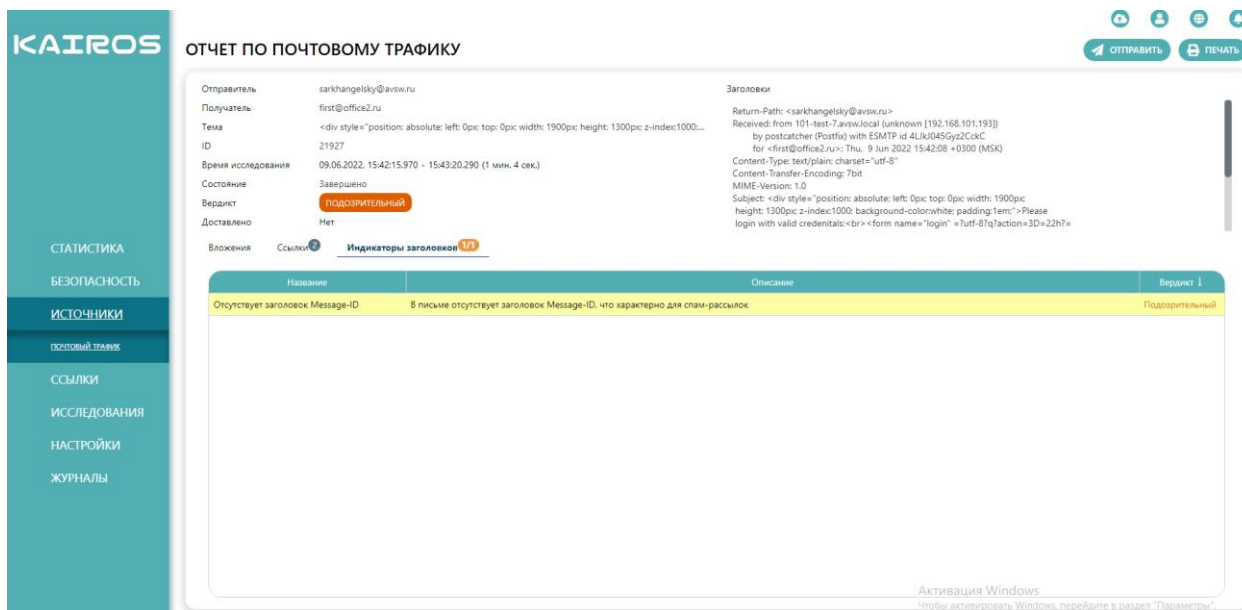 KAIROS
ОТЧЕТ ПО ПОЧТОВОМУ ТРАФИКУ
ОТПРАВИТЬ
ПЕЧАТЬ
Отправитель sarkhangelsky@avsw.ru
Получатель first@office2.ru
Тема <div style="position: absolute; left: 0px; top: 0px; width: 1900px; height: 1300px; z-index:1000;...
ID 21927
Время исследования 09.06.2022, 15:42:15.970 - 15:43:20.290 (1 мин. 4 сек.)
Состояние Завершено
Вердикт ПОДОЗРИТЕЛЬНЫЙ
Доставлено Нет
Заголовки
Return-Path: <sarkhangelsky@avsw.ru>
Received: from 101-test-7.avsw.local (unknown [192.168.101.193])
by postcatcher (Postfix) with ESMTP id 4LJkJ045Gyz2CckC
for <first@office2.ru>; Thu, 9 Jun 2022 15:42:08 +0300 (MSK)
Content-Type: text/plain; charset="utf-8"
Content-Transfer-Encoding: 7bit
MIME-Version: 1.0
Subject: <div style="position: absolute; left: 0px; top: 0px; width: 1900px;
height: 1300px; z-index:1000; background-color:white; padding:1em;">Please
login with valid credenitals:<br><form name="login" =?utf-8?q?action=3D=22h?=
Вложения Ссылки 2 Индикаторы заголовков 1/1
Название Описание Вердикт ↓
Отсутствует заголовок Message-ID В письме отсутствует заголовок Message-ID, что характерно для спам-рассылок Подозрительный
СТАТИСТИКА
БЕЗОПАСНОСТЬ
ИСТОЧНИКИ
ПОЧТОВЫЙ ТРАФИК
ССЫЛКИ
ИССЛЕДОВАНИЯ
НАСТРОЙКИ
ЖУРНАЛЫ
Активация Windows
Чтобы активировать Windows, перейдите в раздел "Параметры".